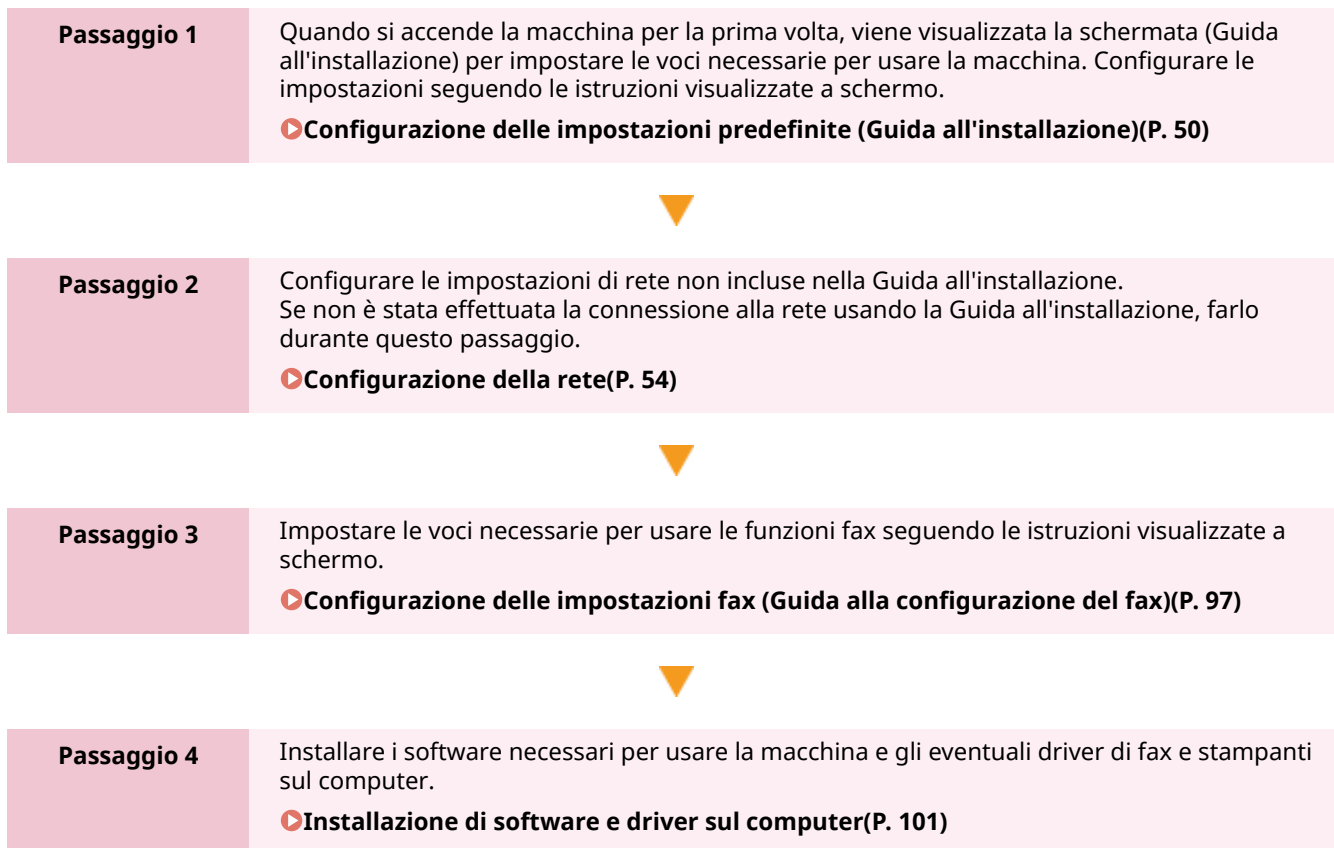 Passaggio 1
Quando si accende la macchina per la prima volta, viene visualizzata la schermata (Guida
all'installazione) per impostare le voci necessarie per usare la macchina. Configurare le
impostazioni seguendo le istruzioni visualizzate a schermo.
Configurazione delle impostazioni predefinite (Guida all'installazione)(P. 50)
Passaggio 2
Configurare le impostazioni di rete non incluse nella Guida all'installazione.
Se non è stata effettuata la connessione alla rete usando la Guida all'installazione, farlo
durante questo passaggio.
Configurazione della rete(P. 54)
Passaggio 3
Impostare le voci necessarie per usare le funzioni fax seguendo le istruzioni visualizzate a
schermo.
Configurazione delle impostazioni fax (Guida alla configurazione del fax)(P. 97)
Passaggio 4
Installare i software necessari per usare la macchina e gli eventuali driver di fax e stampanti
sul computer.
Installazione di software e driver sul computer(P. 101)